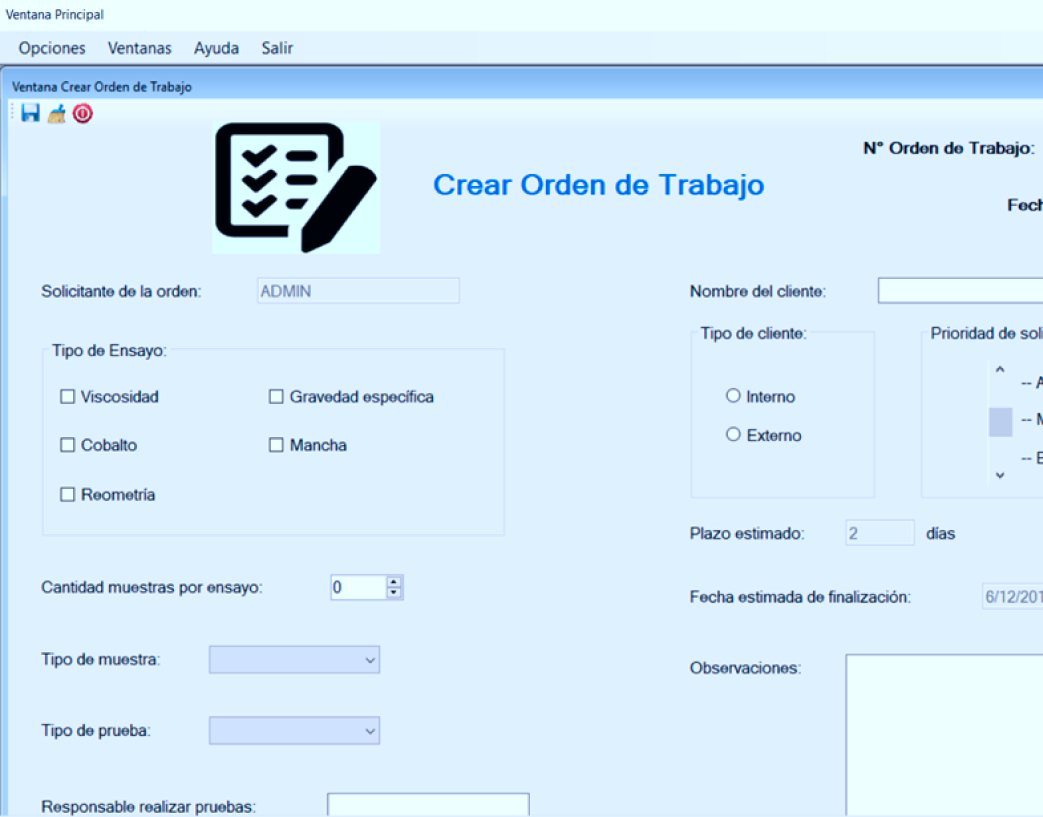 Ventana Principal
Opciones Ventanas Ayuda Salir
Ventana Crear Orden de Trabajo
N° Orden de Trabajo:
Crear Orden de Trabajo
Solicitante de la orden: ADMIN
Nombre del cliente:
Tipo de Ensayo:
Viscosidad Gravedad específica
Cobalto Mancha
Reometría
Tipo de cliente:
Interno
Externo
Prioridad de
Plazo estimado: 2 días
Cantidad muestras por ensayo: 0
Fecha estimada de finalización: 6/12/201
Tipo de muestra:
Observaciones:
Tipo de prueba:
Responsable realizar pruebas: